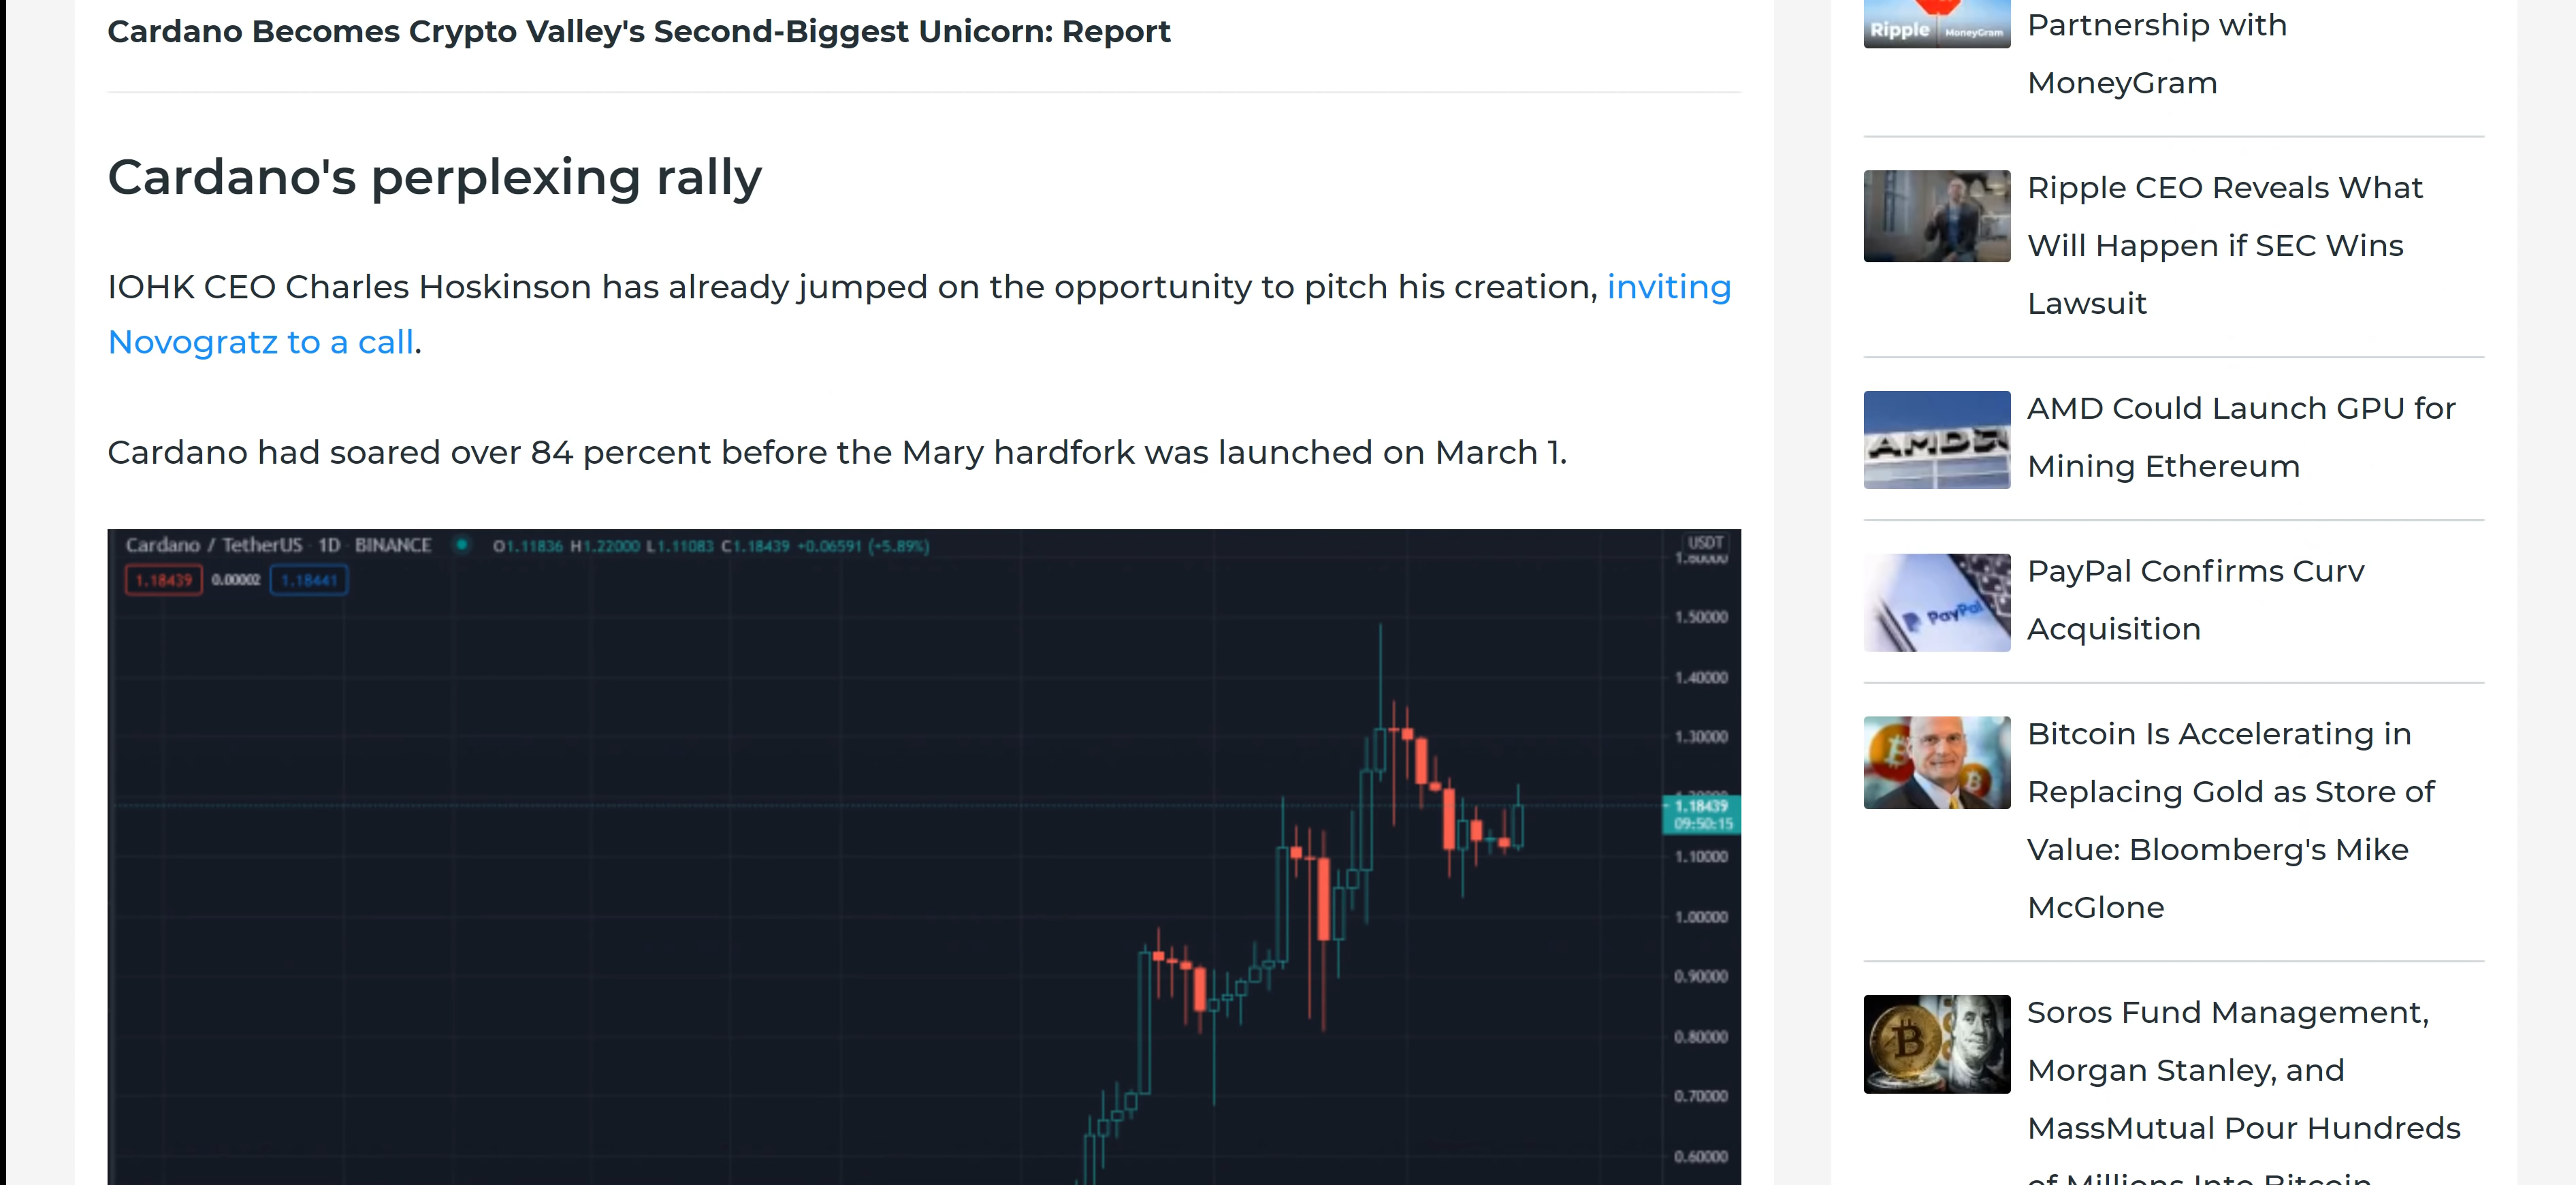 Cardano Becomes Crypto Valley's Second-Biggest Unicorn: Report
Cardano's perplexing rally
IOHK CEO Charles Hoskinson has already jumped on the opportunity to pitch his creation, inviting
Novogratz to a call.
Cardano had soared over 84 percent before the Mary hardfork was launched on March 1.
Cardano / TetherUS · 1D · BINANCE O1.11836 H1.22000 L1.11083 C1.18439 +0.06591 (+5.89%)
1.18439 0.00002 1.18441
USDT
1.60000
1.50000
1.40000
1.30000
1.18439
09:50:15
1.10000
1.00000
0.90000
0.80000
0.70000
0.60000
Ripple MoneyGram
Partnership with
MoneyGram
Ripple CEO Reveals What
Will Happen if SEC Wins
Lawsuit
AMD
AMD Could Launch GPU for
Mining Ethereum
PayPal
PayPal Confirms Curv
Acquisition
Bitcoin Is Accelerating in
Replacing Gold as Store of
Value: Bloomberg's Mike
McGlone
Soros Fund Management,
Morgan Stanley, and
MassMutual Pour Hundreds
of Millions Into Bitcoin